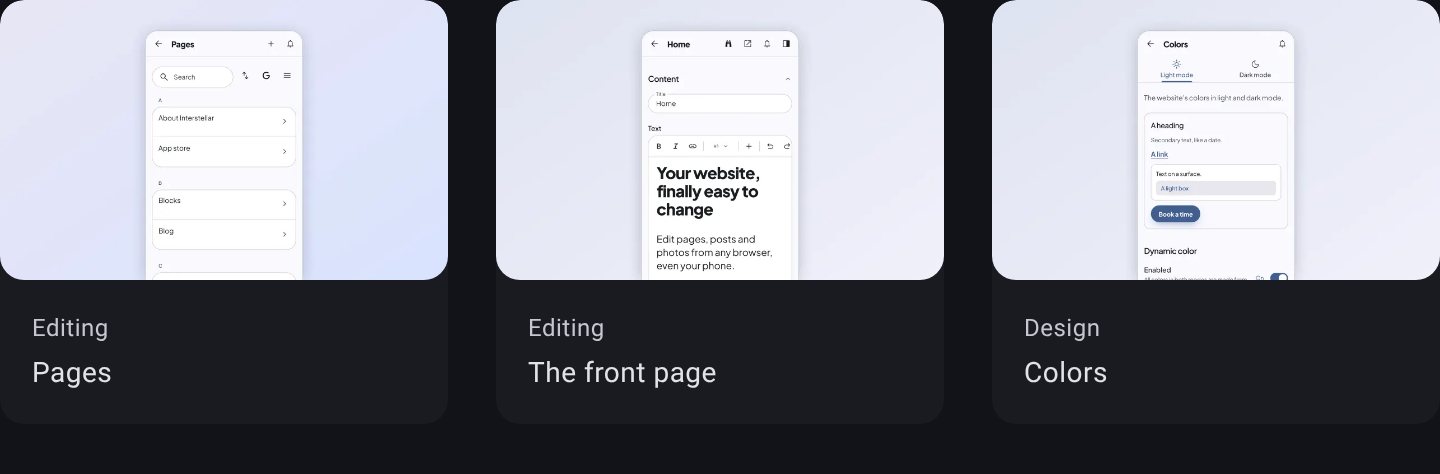 Pages
Search
A
About Interstellar
App store
B
Blocks
Blog
C
Editing
Pages
Home
Content
Title
Home
Text
B I
H1
Your website,
finally easy to
change
Edit pages, posts and
photos from any browser,
even your phone.
Editing
The front page
Colors
Light mode
Dark mode
The website's colors in light and dark mode.
A heading
Secondary text, like a date.
A link
Text on a surface.
A light box
Book a time
Dynamic color
Enabled
Design
Colors